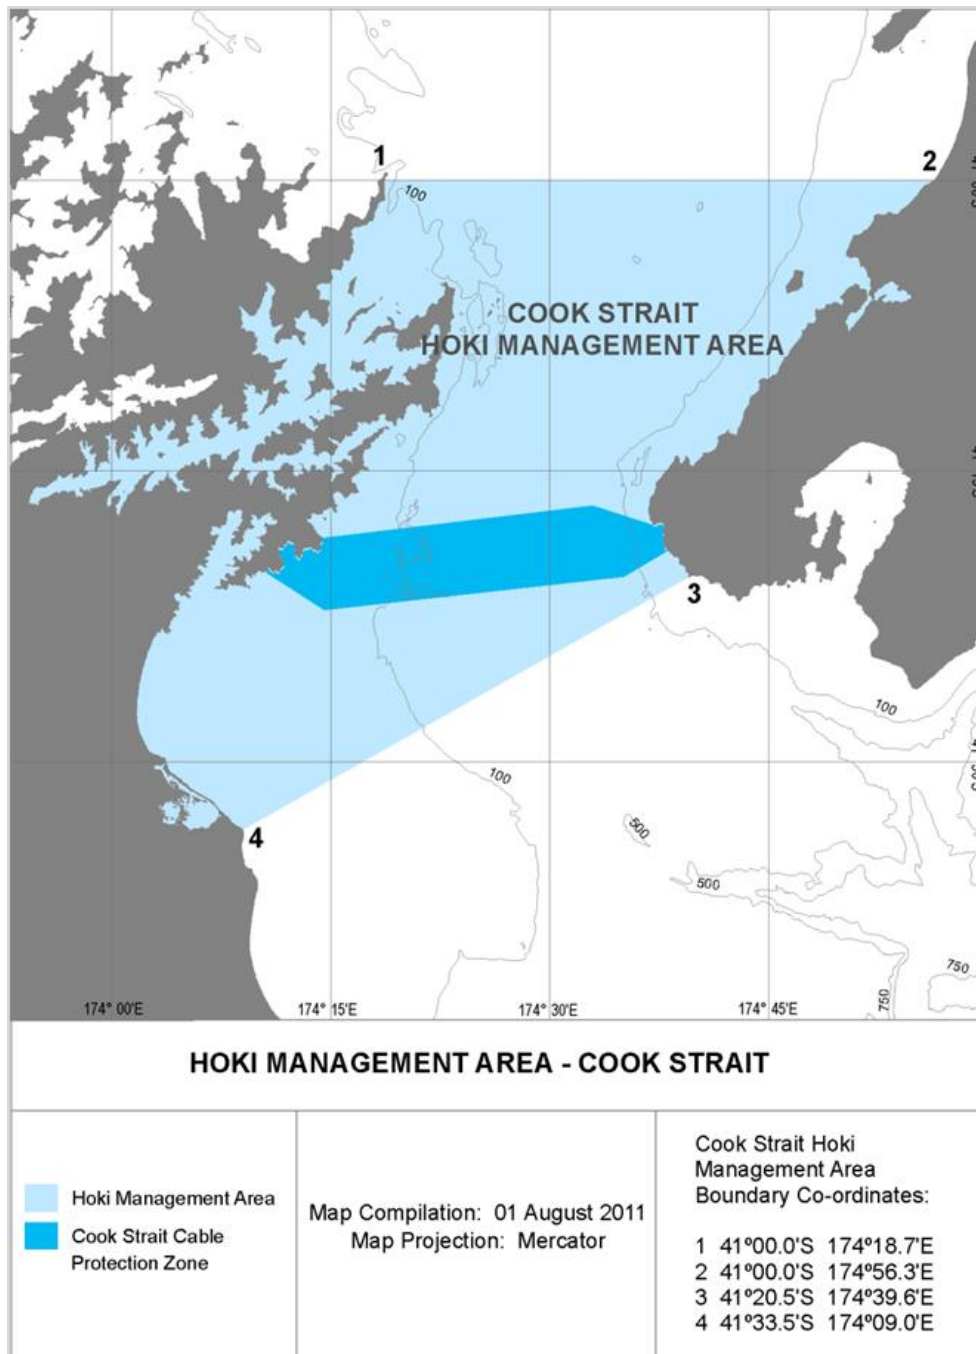 1
2
100
COOK STRAIT
HOKI MANAGEMENT AREA
3
100
100
4
500
500
750
750
174° 00'E
174° 15'E
174° 30'E
174° 45'E
HOKI MANAGEMENT AREA - COOK STRAIT
Hoki Management Area
Cook Strait Cable
Protection Zone
Map Compilation: 01 August 2011
Map Projection: Mercator
Cook Strait Hoki
Management Area
Boundary Co-ordinates:
1 41º00.0'S 174º18.7'E
2 41º00.0'S 174º56.3'E
3 41º20.5'S 174º39.6'E
4 41º33.5'S 174º09.0'E